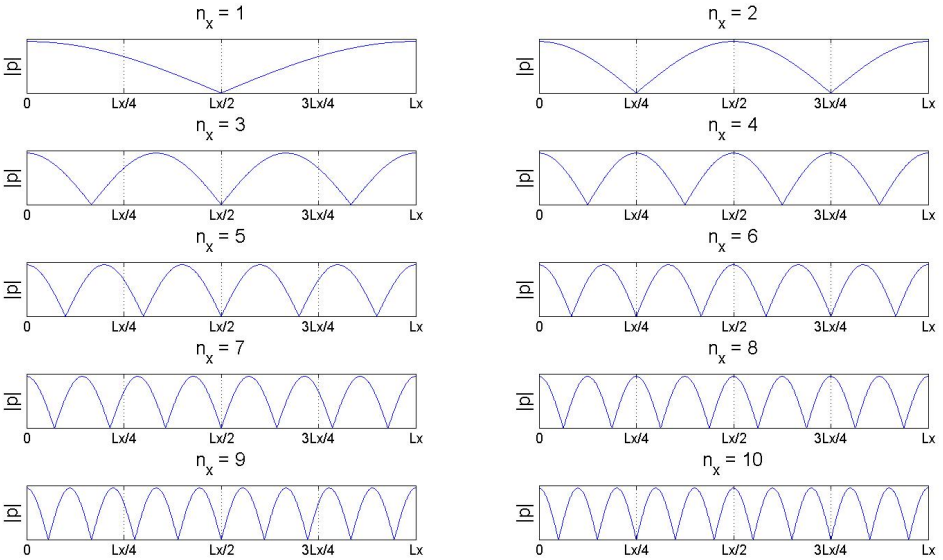 n_x = 1
n_x = 2
|p|
0 Lx/4 Lx/2 3Lx/4 Lx
|p|
0 Lx/4 Lx/2 3Lx/4 Lx
n_x = 3
n_x = 4
|p|
0 Lx/4 Lx/2 3Lx/4 Lx
|p|
0 Lx/4 Lx/2 3Lx/4 Lx
n_x = 5
n_x = 6
|p|
0 Lx/4 Lx/2 3Lx/4 Lx
|p|
0 Lx/4 Lx/2 3Lx/4 Lx
n_x = 7
n_x = 8
|p|
0 Lx/4 Lx/2 3Lx/4 Lx
|p|
0 Lx/4 Lx/2 3Lx/4 Lx
n_x = 9
n_x = 10
|p|
0 Lx/4 Lx/2 3Lx/4 Lx
|p|
0 Lx/4 Lx/2 3Lx/4 Lx